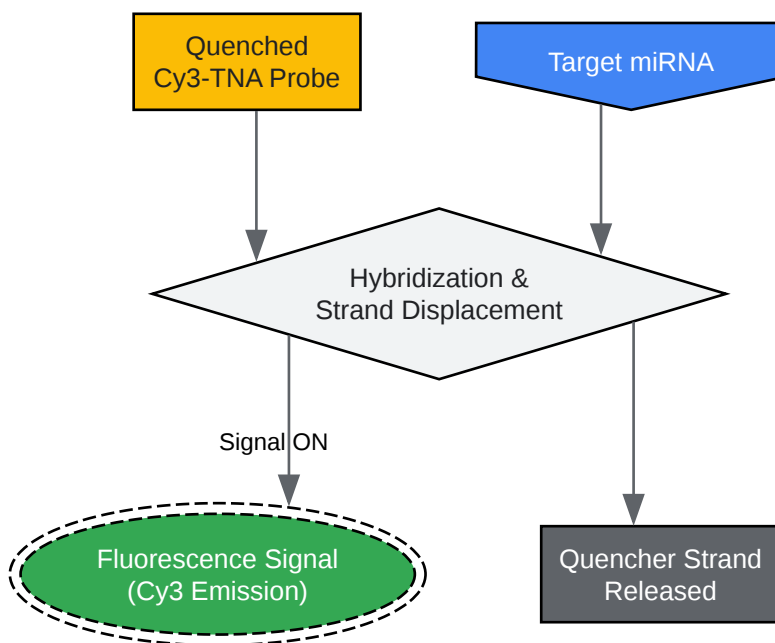 Quenched
Cy3-TNA Probe
Target miRNA
Hybridization &
Strand Displacement
Signal ON
Fluorescence Signal
(Cy3 Emission)
Quencher Strand
Released